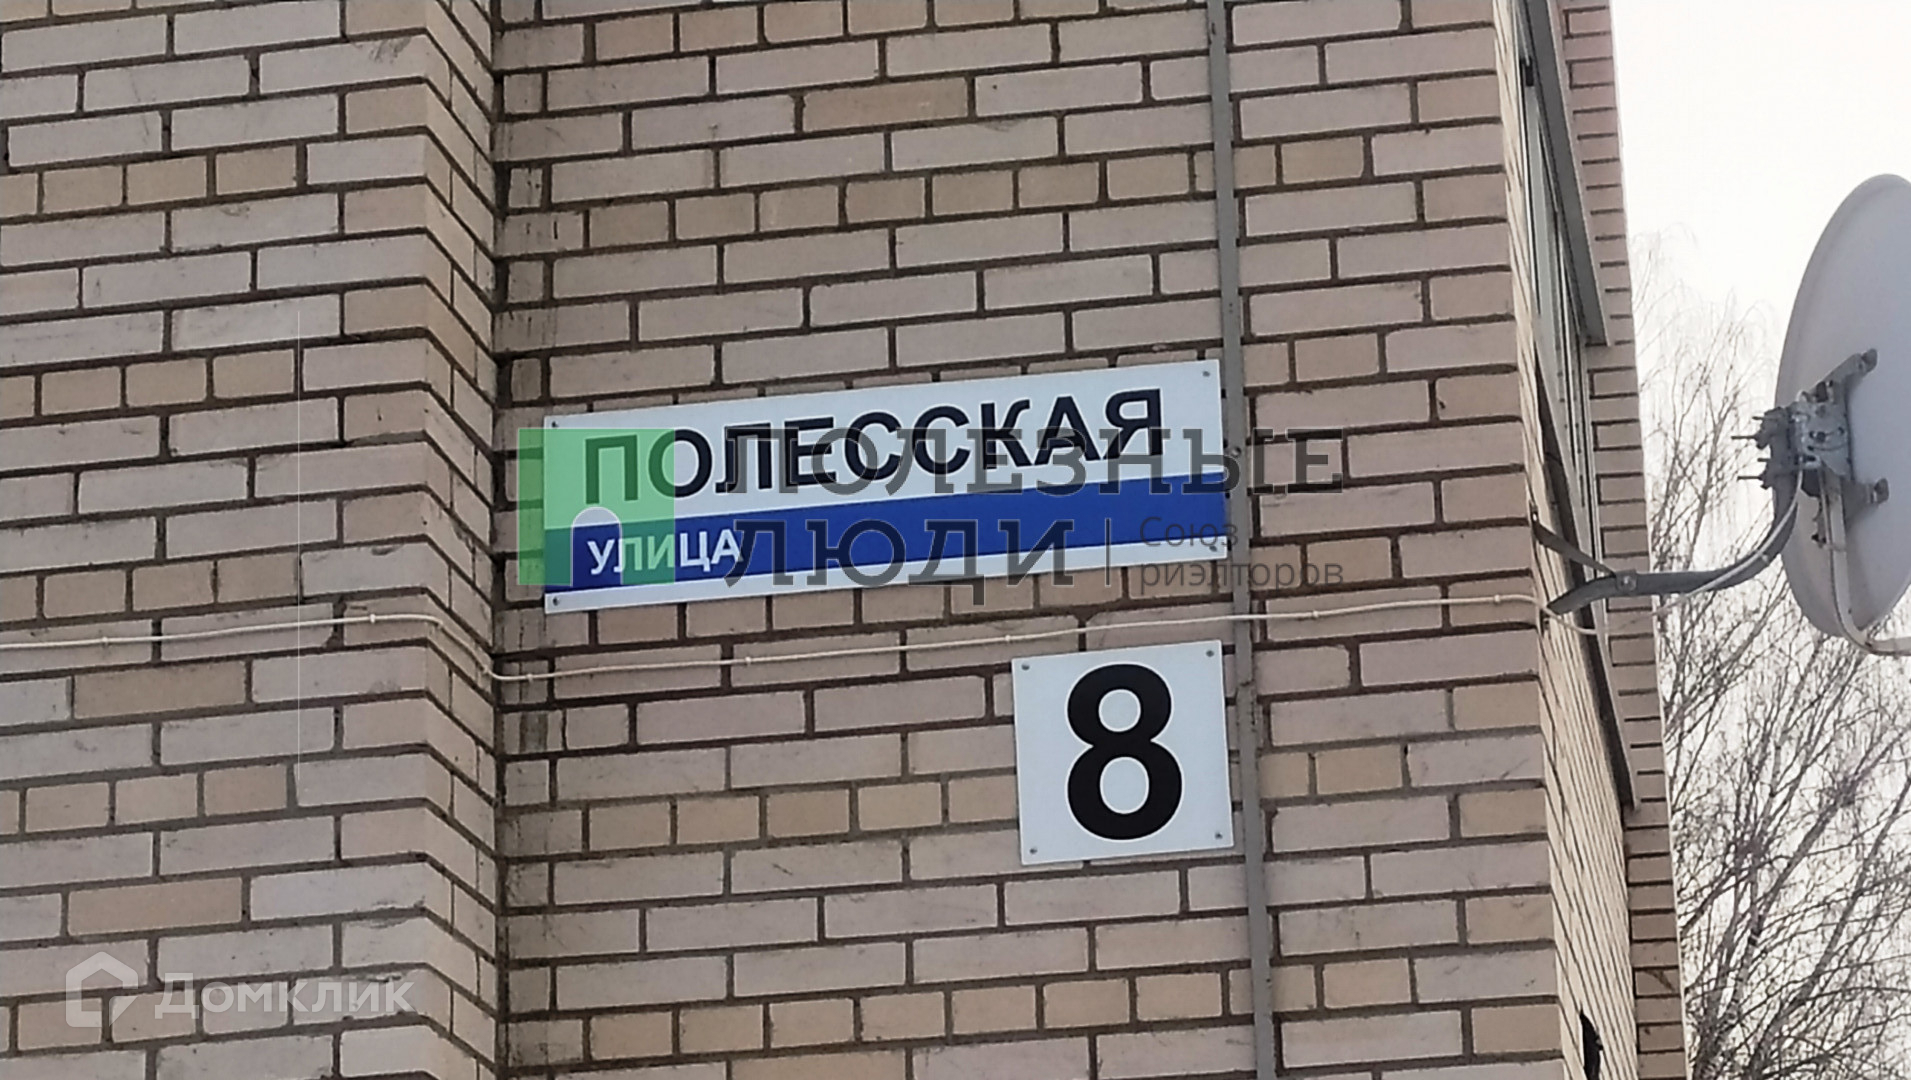 ПОЛЕССКАЯ
УЛИЦА
ПОЛЕЗНЫЕ
ЛЮДИ
Союз
риэлторов
8
Домклик